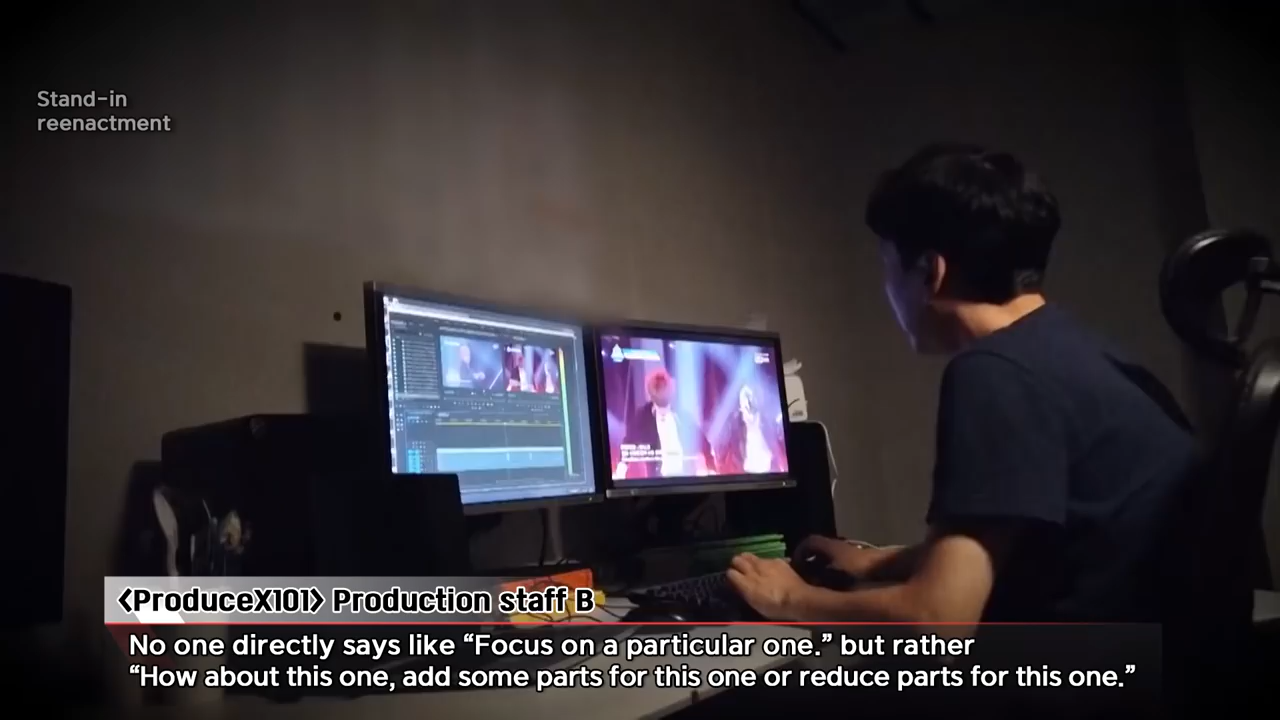 Stand-in
reenactment
<ProduceX101> Production staff B
No one directly says like “Focus on a particular one.” but rather
“How about this one, add some parts for this one or reduce parts for this one.”